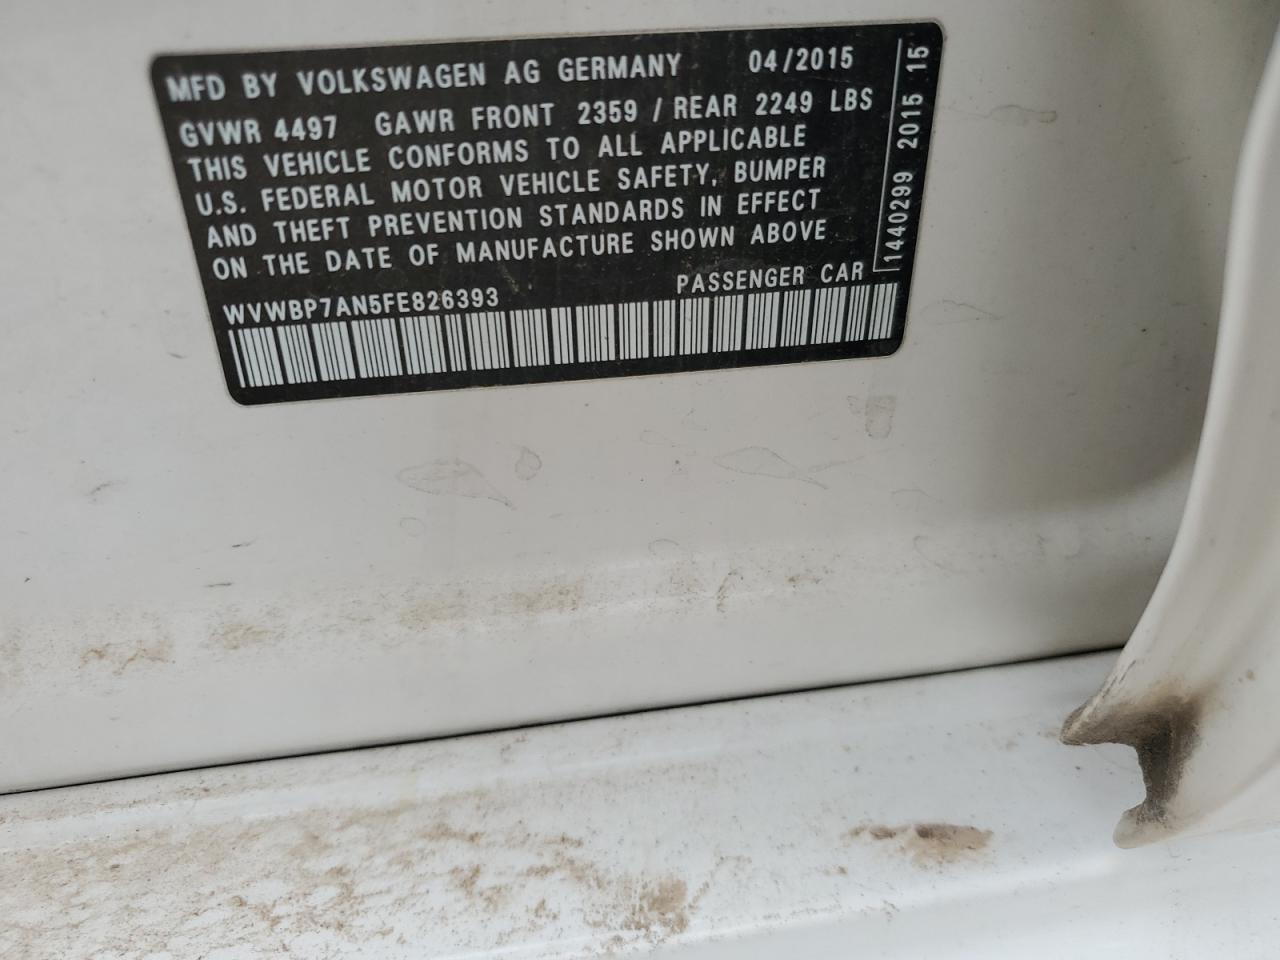 MFD BY VOLKSWAGEN AG GERMANY 04/2015
GVWR 4497 GAWR FRONT 2359 / REAR 2249 LBS
THIS VEHICLE CONFORMS TO ALL APPLICABLE
U.S. FEDERAL MOTOR VEHICLE SAFETY, BUMPER
AND THEFT PREVENTION STANDARDS IN EFFECT
ON THE DATE OF MANUFACTURE SHOWN ABOVE
WVWBP7AN5FE826393 PASSENGER CAR
1440299 2015 15